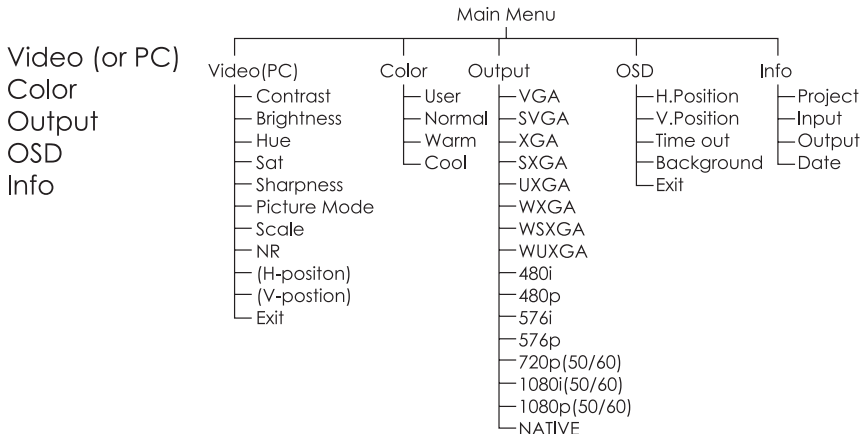 Main Menu
Video (or PC)
Color
Output
OSD
Info
Video(PC)
Contrast
Brightness
Hue
Sat
Sharpness
Picture Mode
Scale
NR
(H-positon)
(V-postion)
Exit
Color
User
Normal
Warm
Cool
Output
VGA
SVGA
XGA
SXGA
UXGA
WXGA
WSXGA
WUXGA
480i
480p
576i
576p
720p(50/60)
1080i(50/60)
1080p(50/60)
NATIVE
OSD
H.Position
V.Position
Time out
Background
Exit
Info
Project
Input
Output
Date